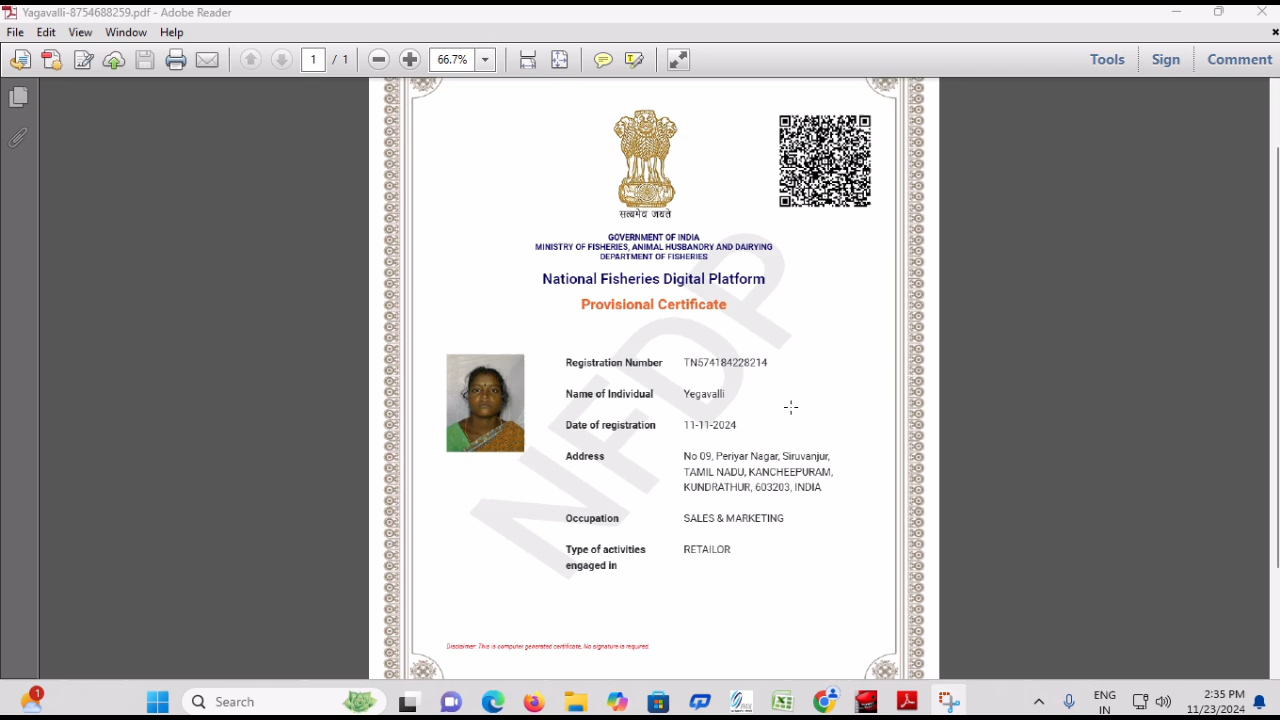 Yagavalli-8754688259.pdf - Adobe Reader
File Edit View Window Help
1 / 1 66.7% Tools Sign Comment
सत्यमेव जयते
GOVERNMENT OF INDIA
MINISTRY OF FISHERIES, ANIMAL HUSBANDRY AND DAIRYING
DEPARTMENT OF FISHERIES
National Fisheries Digital Platform
Provisional Certificate
NFDP
Registration Number TN574184228214
Name of Individual Yegavalli
Date of registration 11-11-2024
Address No 09, Periyar Nagar, Siruvanjur,
TAMIL NADU, KANCHEEPURAM,
KUNDRATHUR, 603203, INDIA
Occupation SALES & MARKETING
Type of activities RETAILOR
engaged in
Disclaimer: This is computer generated certificate, No signature is required.
1 Search ENG 2:35 PM
IN 11/23/2024